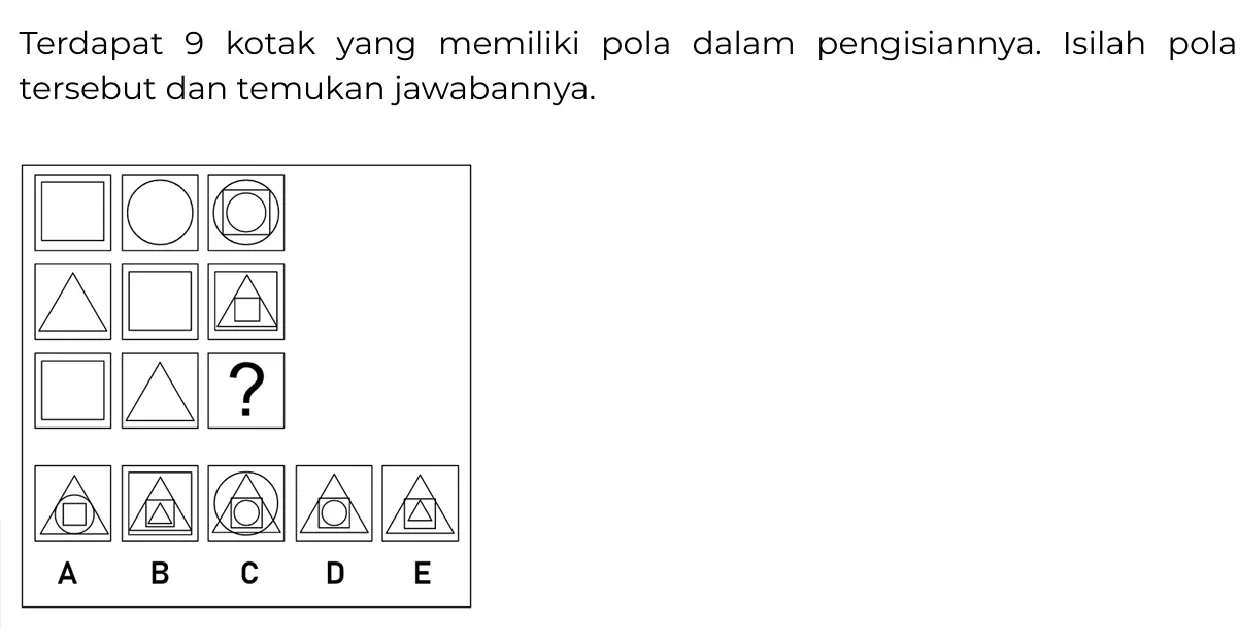 Terdapat 9 kotak yang memiliki pola dalam pengisiannya. Isilah pola
tersebut dan temukan jawabannya.
?
A B C D E